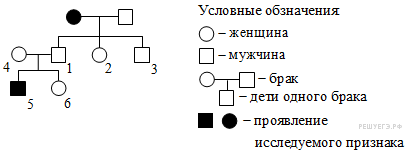 Условные обозначения
– женщина
– мужчина
– брак
– дети одного брака
– проявление
исследуемого признака
4
1
2
3
5
6
РЕШУЕГЭ.РФ